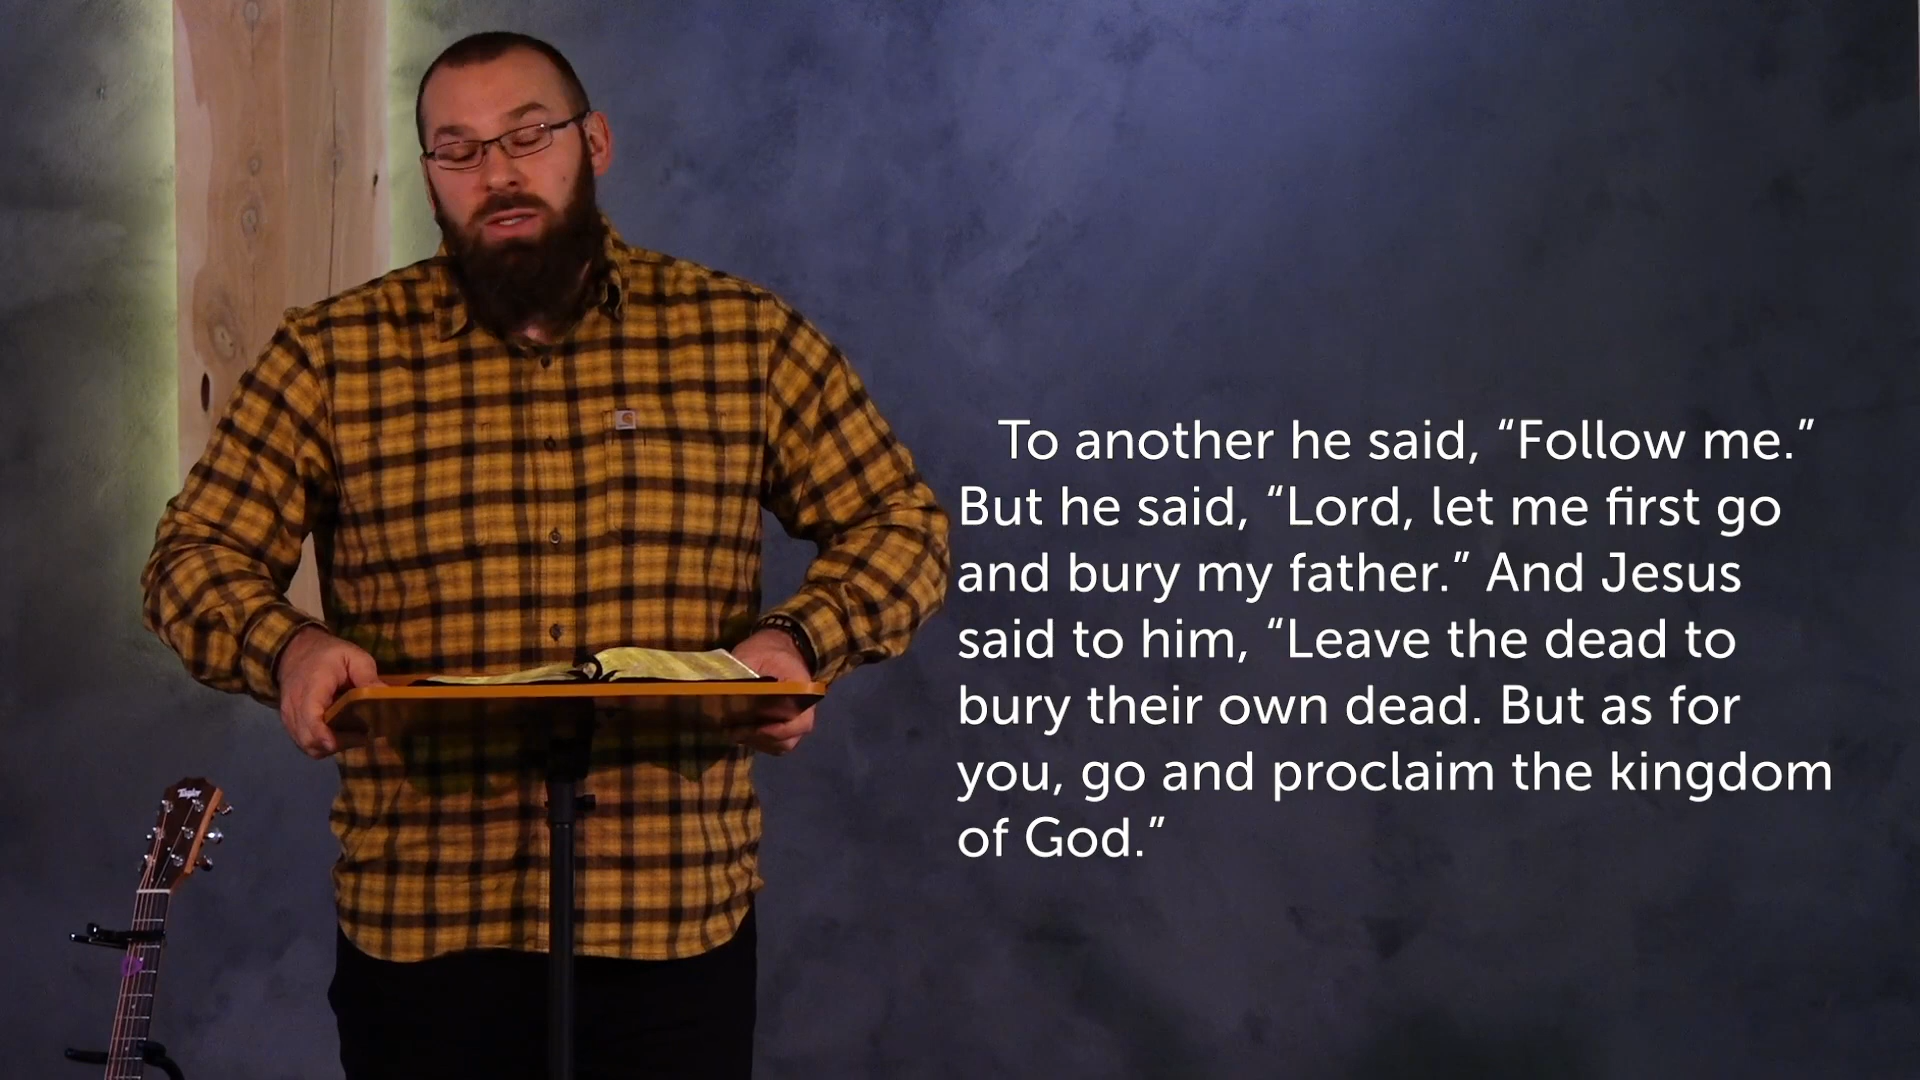 To another he said, “Follow me.”
But he said, “Lord, let me first go
and bury my father.” And Jesus
said to him, “Leave the dead to
bury their own dead. But as for
you, go and proclaim the kingdom
of God.”
Taylor